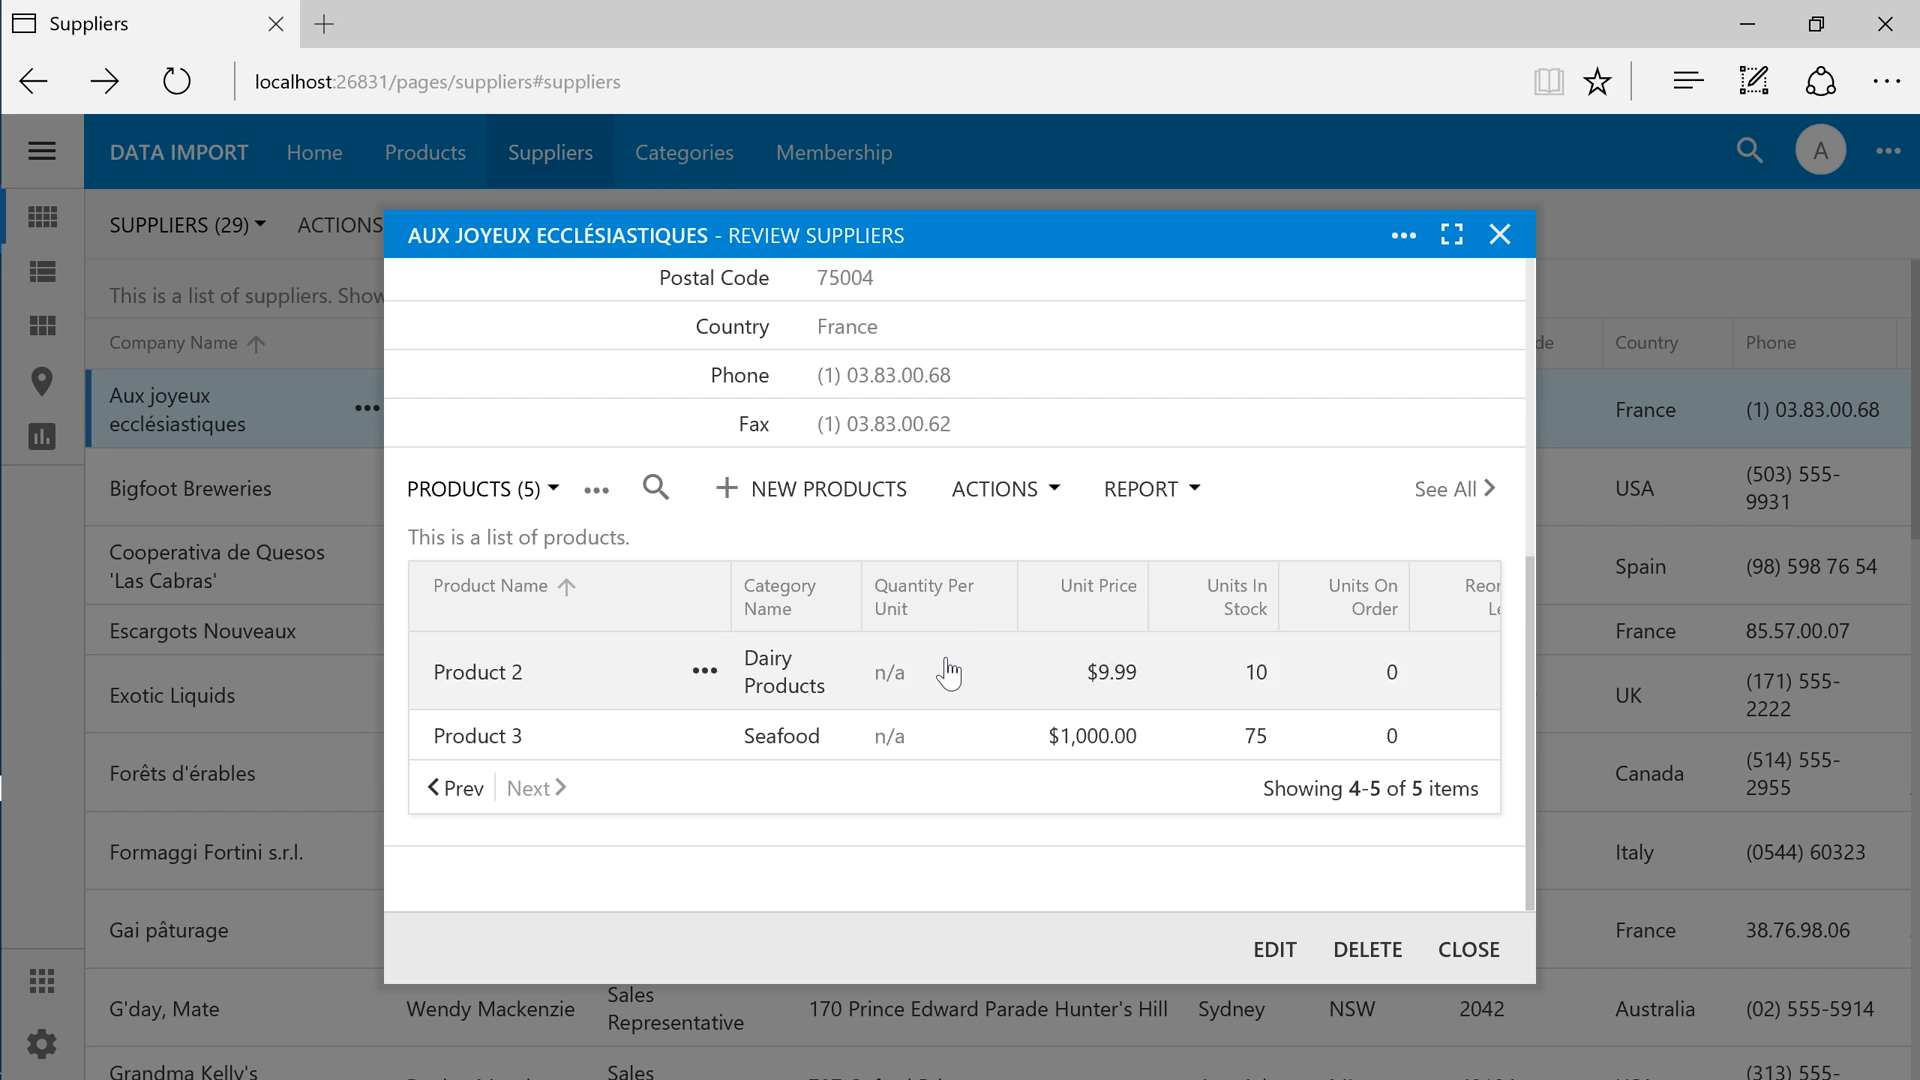 Suppliers
localhost:26831/pages/suppliers#suppliers
DATA IMPORT Home Products Suppliers Categories Membership A
SUPPLIERS (29) ACTIONS
This is a list of suppliers. Show
Company Name Country Phone
AUX JOYEUX ECCLÉSIASTIQUES - REVIEW SUPPLIERS
Postal Code 75004
Country France
Phone (1) 03.83.00.68
Fax (1) 03.83.00.62
PRODUCTS (5) NEW PRODUCTS ACTIONS REPORT See All
This is a list of products.
Product Name Category Name Quantity Per Unit Unit Price Units In Stock Units On Order
Product 2 Dairy Products n/a $9.99 10 0
Product 3 Seafood n/a $1,000.00 75 0
Prev Next Showing 4-5 of 5 items
EDIT DELETE CLOSE
Aux joyeux ecclésiastiques France (1) 03.83.00.68
Bigfoot Breweries USA (503) 555-9931
Cooperativa de Quesos 'Las Cabras' Spain (98) 598 76 54
Escargots Nouveaux France 85.57.00.07
Exotic Liquids UK (171) 555-2222
Forêts d'érables Canada (514) 555-2955
Formaggi Fortini s.r.l. Italy (0544) 60323
Gai pâturage France 38.76.98.06
G'day, Mate Wendy Mackenzie Sales Representative 170 Prince Edward Parade Hunter's Hill Sydney NSW 2042 Australia (02) 555-5914
Grandma Kelly's Sales (313) 555-